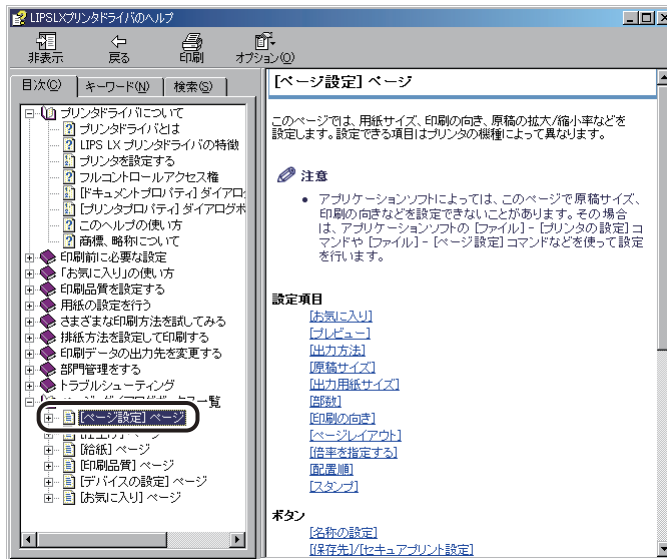 LIPSLXプリンタドライバのヘルプ
非表示 戻る 印刷 オプション(O)
目次(C) キーワード(N) 検索(S)
プリンタドライバについて
プリンタドライバとは
LIPS LX プリンタドライバの特徴
プリンタを設定する
フルコントロールアクセス権
[ドキュメントプロパティ] ダイアロ
[プリンタプロパティ] ダイアログボ
このヘルプの使い方
商標、略称について
印刷前に必要な設定
「お気に入り」の使い方
印刷品質を設定する
用紙の設定を行う
さまざまな印刷方法を試してみる
排紙方法を設定して印刷する
印刷データの出力先を変更する
部門管理をする
トラブルシューティング
一覧
[ページ設定] ページ
[給紙] ページ
[印刷品質] ページ
[デバイスの設定] ページ
[お気に入り] ページ
[ページ設定] ページ
このページでは、用紙サイズ、印刷の向き、原稿の拡大/縮小率などを
設定します。設定できる項目はプリンタの機種によって異なります。
注意
• アプリケーションソフトによっては、このページで原稿サイズ、
印刷の向きなどを設定できないことがあります。その場合
は、アプリケーションソフトの [ファイル] - [プリンタの設定] コ
マンドや [ファイル] - [ページ設定] コマンドなどを使って設定
を行います。
設定項目
[お気に入り]
[プレビュー]
[出力方法]
[原稿サイズ]
[出力用紙サイズ]
[部数]
[印刷の向き]
[ページレイアウト]
[倍率を指定する]
[配置順]
[スタンプ]
ボタン
[名称の設定]
[保存先]/[セキュアプリント設定]